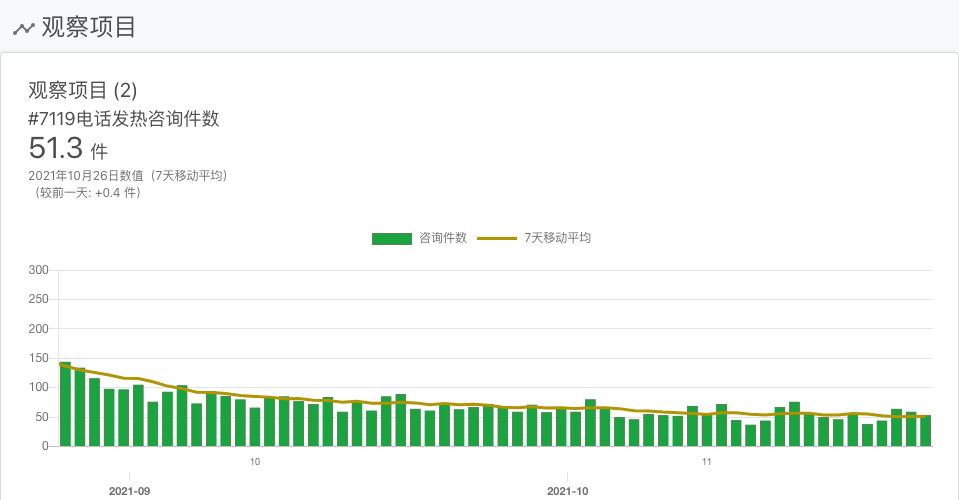 观察项目
观察项目 (2)
#7119电话发热咨询件数
51.3 件
2021年10月26日数值（7天移动平均）
（较前一天: +0.4 件）
咨询件数 7天移动平均
300
250
200
150
100
50
0
10 11
2021-09 2021-10